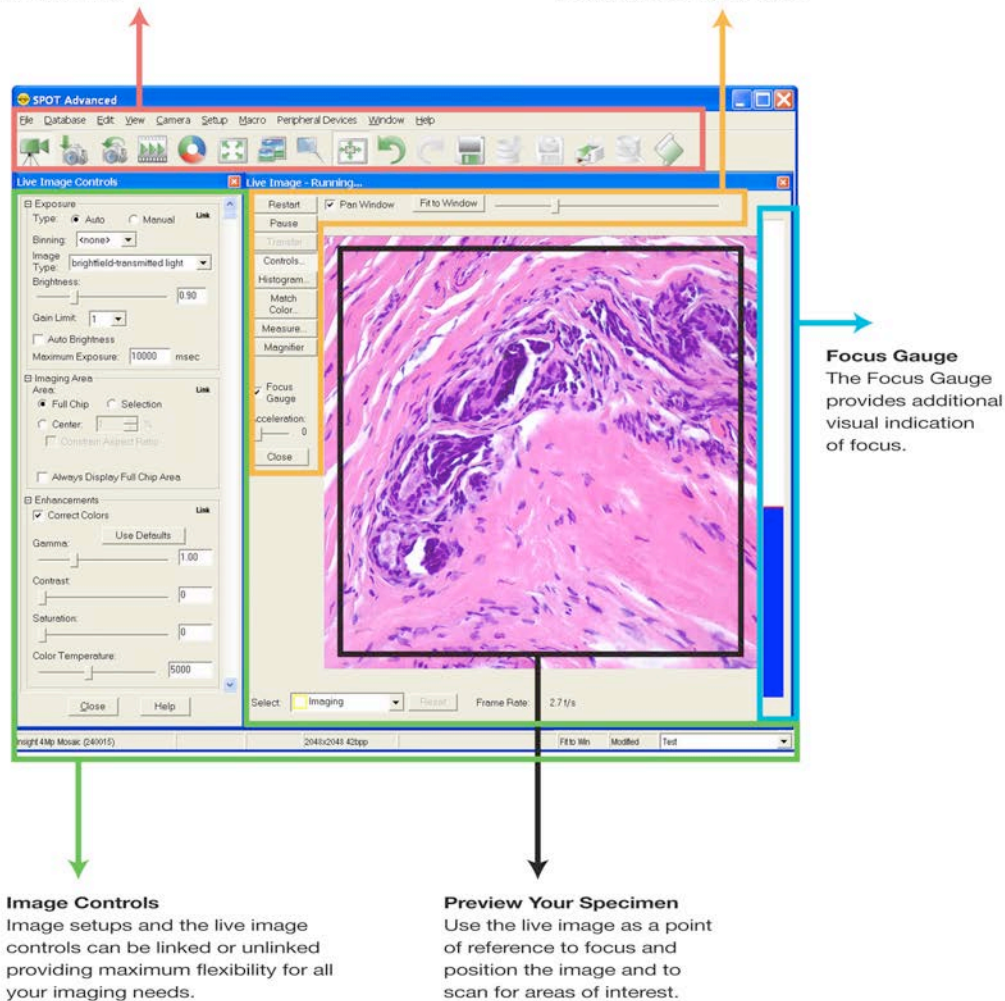 SPOT Advanced
File Database Edit View Camera Setup Macro Peripheral Devices Window Help
Live Image Controls
Exposure
Type: Auto Manual Link
Binning: <none>
Image Type: brightfield-transmitted light
Brightness:
0.90
Gain Limit: 1
Auto Brightness
Maximum Exposure: 10000 msec
Imaging Area
Area: Link
Full Chip Selection
Center: %
Constrain Aspect Ratio
Always Display Full Chip Area
Enhancements
Correct Colors Link
Use Defaults
Gamma:
1.00
Contrast:
0
Saturation:
0
Color Temperature:
5000
Close Help
Live Image - Running...
Restart Pan Window Fit to Window
Pause
Transfer
Controls...
Histogram...
Match
Color...
Measure...
Magnifier
Focus
Gauge
Acceleration:
0
Close
Select: Imaging Reset Frame Rate: 2.7 f/s
Insight 4Mp Mosaic (240015) 2048x2048 42bpp Fit to Win Modified Test
Focus Gauge
The Focus Gauge
provides additional
visual indication
of focus.
Image Controls
Image setups and the live image
controls can be linked or unlinked
providing maximum flexibility for all
your imaging needs.
Preview Your Specimen
Use the live image as a point
of reference to focus and
position the image and to
scan for areas of interest.